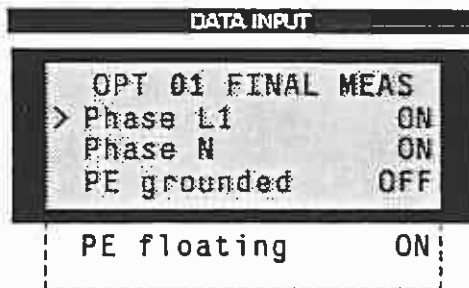 DATA INPUT
OPT 01 FINAL MEAS
> Phase L1 ON
Phase N ON
PE grounded OFF
PE floating ON